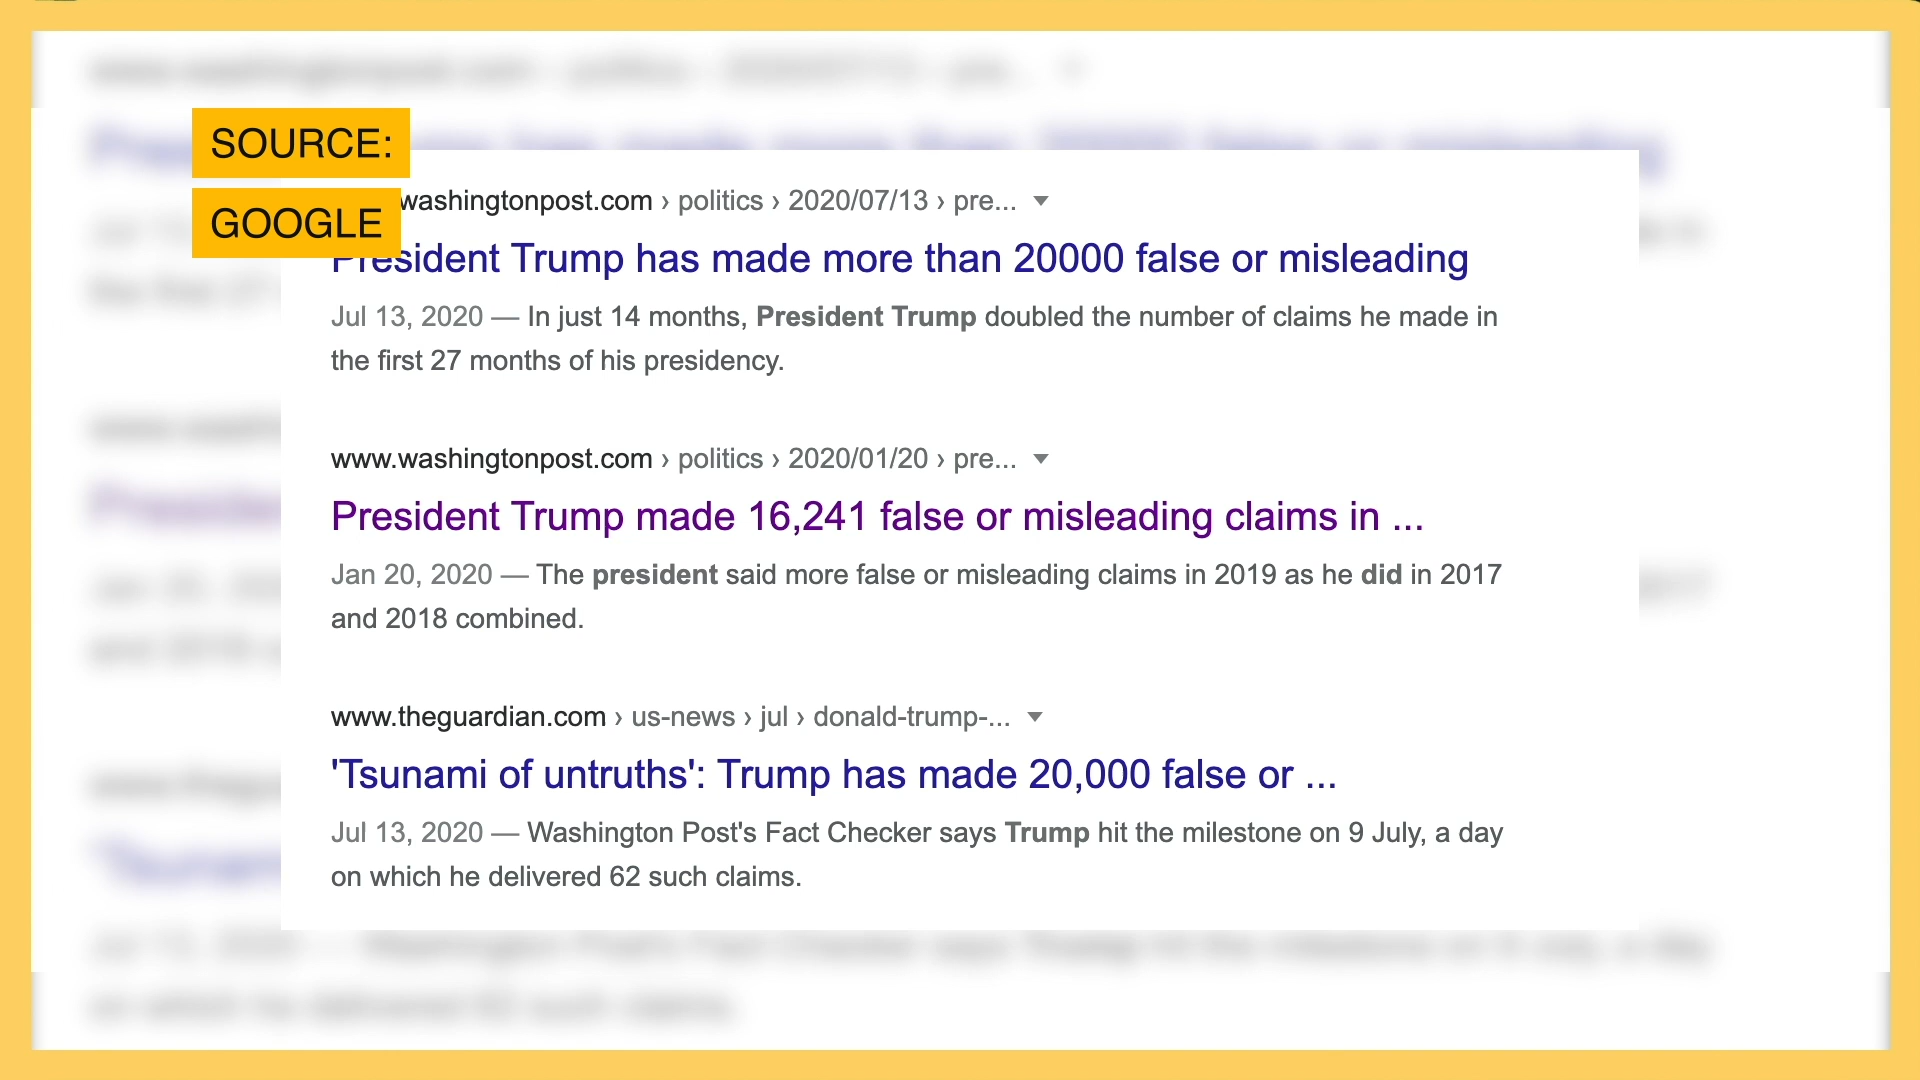 SOURCE:
GOOGLE
washingtonpost.com › politics › 2020/07/13 › pre...
President Trump has made more than 20000 false or misleading
Jul 13, 2020 — In just 14 months, President Trump doubled the number of claims he made in
the first 27 months of his presidency.
www.washingtonpost.com › politics › 2020/01/20 › pre...
President Trump made 16,241 false or misleading claims in ...
Jan 20, 2020 — The president said more false or misleading claims in 2019 as he did in 2017
and 2018 combined.
www.theguardian.com › us-news › jul › donald-trump-...
'Tsunami of untruths': Trump has made 20,000 false or ...
Jul 13, 2020 — Washington Post's Fact Checker says Trump hit the milestone on 9 July, a day
on which he delivered 62 such claims.